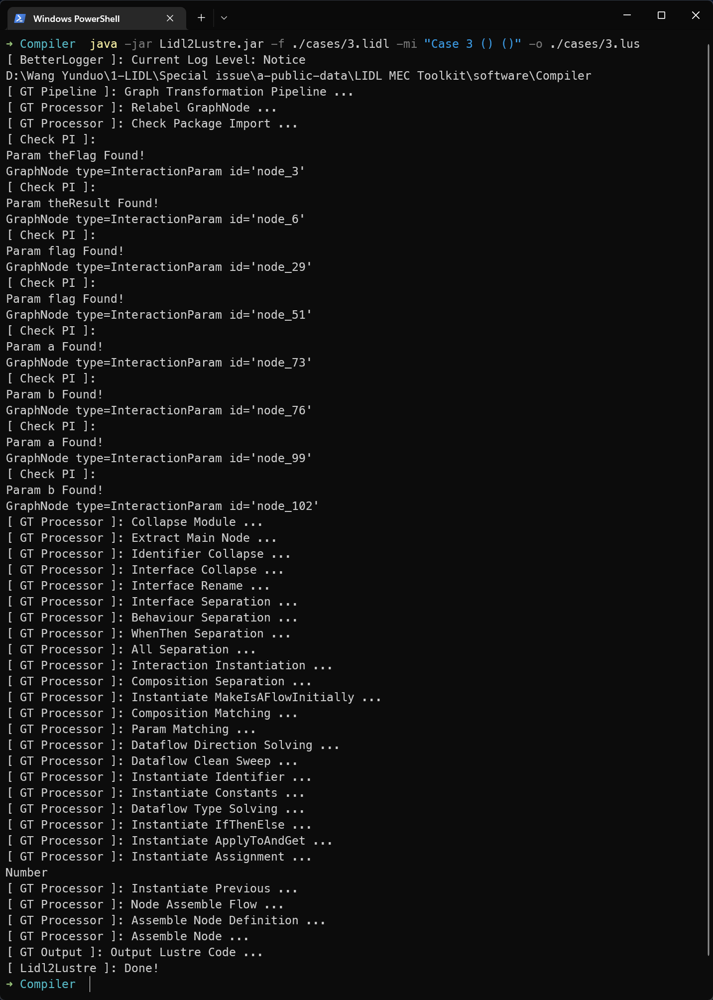 Windows PowerShell
➜ Compiler  java -jar Lidl2Lustre.jar -f ./cases/3.lidl -mi "Case 3 () ()" -o ./cases/3.lus
[ BetterLogger ]: Current Log Level: Notice
D:\Wang Yunduo\1-LIDL\Special issue\a-public-data\LIDL MEC Toolkit\software\Compiler
[ GT Pipeline ]: Graph Transformation Pipeline ...
[ GT Processor ]: Relabel GraphNode ...
[ GT Processor ]: Check Package Import ...
[ Check PI ]:
Param theFlag Found!
GraphNode type=InteractionParam id='node_3'
[ Check PI ]:
Param theResult Found!
GraphNode type=InteractionParam id='node_6'
[ Check PI ]:
Param flag Found!
GraphNode type=InteractionParam id='node_29'
[ Check PI ]:
Param flag Found!
GraphNode type=InteractionParam id='node_51'
[ Check PI ]:
Param a Found!
GraphNode type=InteractionParam id='node_73'
[ Check PI ]:
Param b Found!
GraphNode type=InteractionParam id='node_76'
[ Check PI ]:
Param a Found!
GraphNode type=InteractionParam id='node_99'
[ Check PI ]:
Param b Found!
GraphNode type=InteractionParam id='node_102'
[ GT Processor ]: Collapse Module ...
[ GT Processor ]: Extract Main Node ...
[ GT Processor ]: Identifier Collapse ...
[ GT Processor ]: Interface Collapse ...
[ GT Processor ]: Interface Rename ...
[ GT Processor ]: Interface Separation ...
[ GT Processor ]: Behaviour Separation ...
[ GT Processor ]: WhenThen Separation ...
[ GT Processor ]: All Separation ...
[ GT Processor ]: Interaction Instantiation ...
[ GT Processor ]: Composition Separation ...
[ GT Processor ]: Instantiate MakeIsAFlowInitially ...
[ GT Processor ]: Composition Matching ...
[ GT Processor ]: Param Matching ...
[ GT Processor ]: Dataflow Direction Solving ...
[ GT Processor ]: Dataflow Clean Sweep ...
[ GT Processor ]: Instantiate Identifier ...
[ GT Processor ]: Instantiate Constants ...
[ GT Processor ]: Dataflow Type Solving ...
[ GT Processor ]: Instantiate IfThenElse ...
[ GT Processor ]: Instantiate ApplyToAndGet ...
[ GT Processor ]: Instantiate Assignment ...
Number
[ GT Processor ]: Instantiate Previous ...
[ GT Processor ]: Node Assemble Flow ...
[ GT Processor ]: Assemble Node Definition ...
[ GT Processor ]: Assemble Node ...
[ GT Output ]: Output Lustre Code ...
[ Lidl2Lustre ]: Done!
➜ Compiler